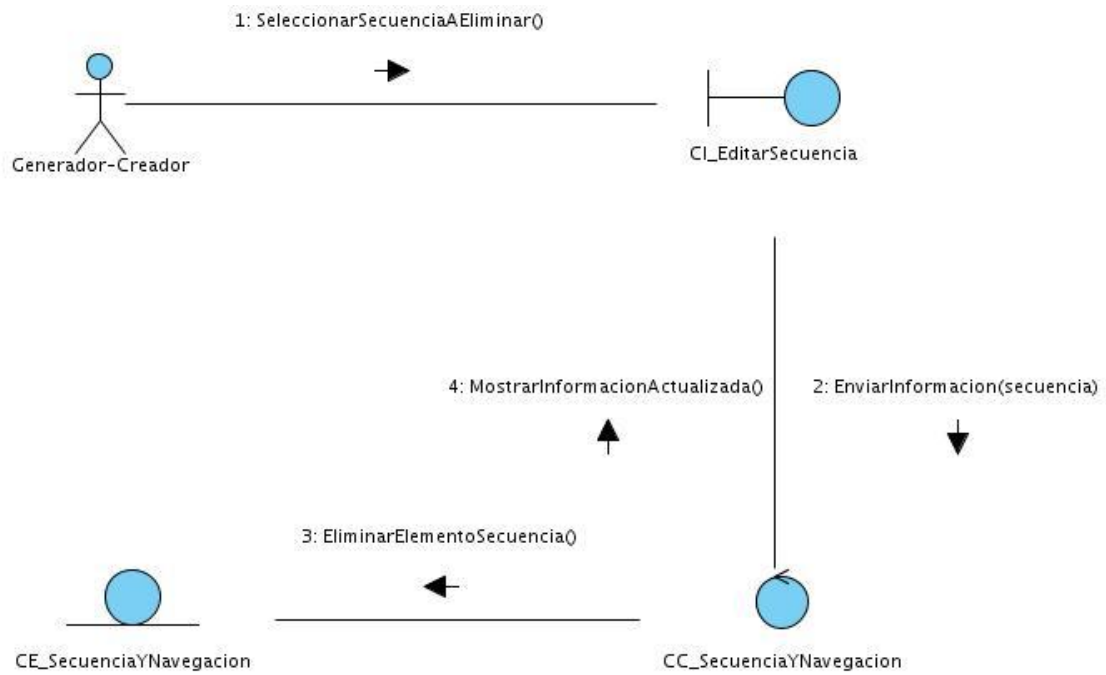 1: SeleccionarSecuenciaAEliminar()
Generador-Creador
CI_EditarSecuencia
4: MostrarInformacionActualizada()
2: EnviarInformacion(secuencia)
3: EliminarElementoSecuencia()
CE_SecuenciaYNavegacion
CC_SecuenciaYNavegacion